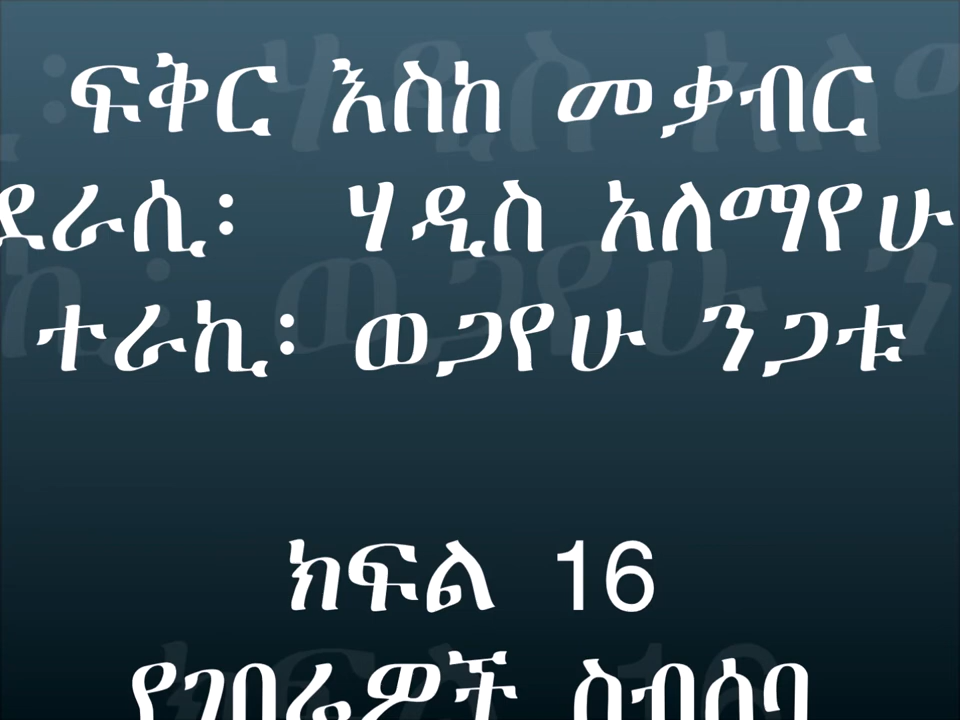 ፍቅር እስከ መቃብር
ደራሲ፡ ሃዲስ አለማየሁ
ተራኪ፡ ወጋየሁ ንጋቱ
ክፍል 16
የገበሬዎች ስብሰባ